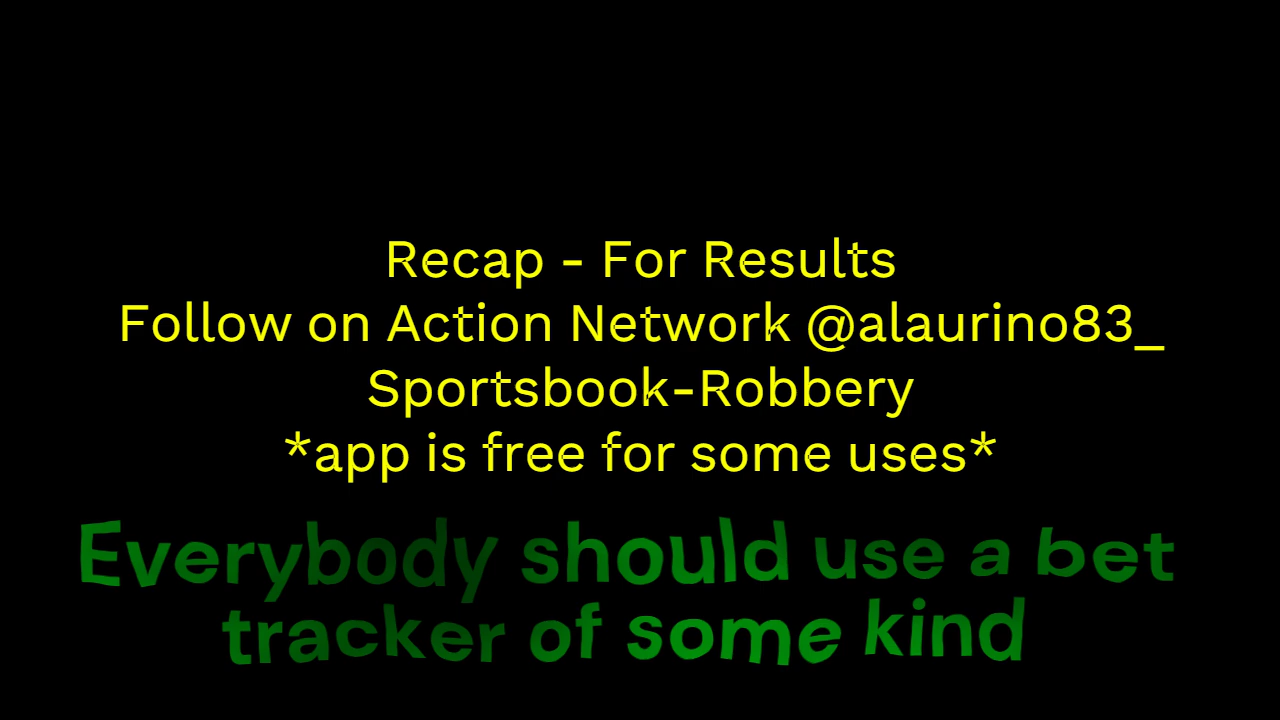 Recap - For Results
Follow on Action Network @alaurino83_
Sportsbook-Robbery
*app is free for some uses*
Everybody should use a bet
tracker of some kind